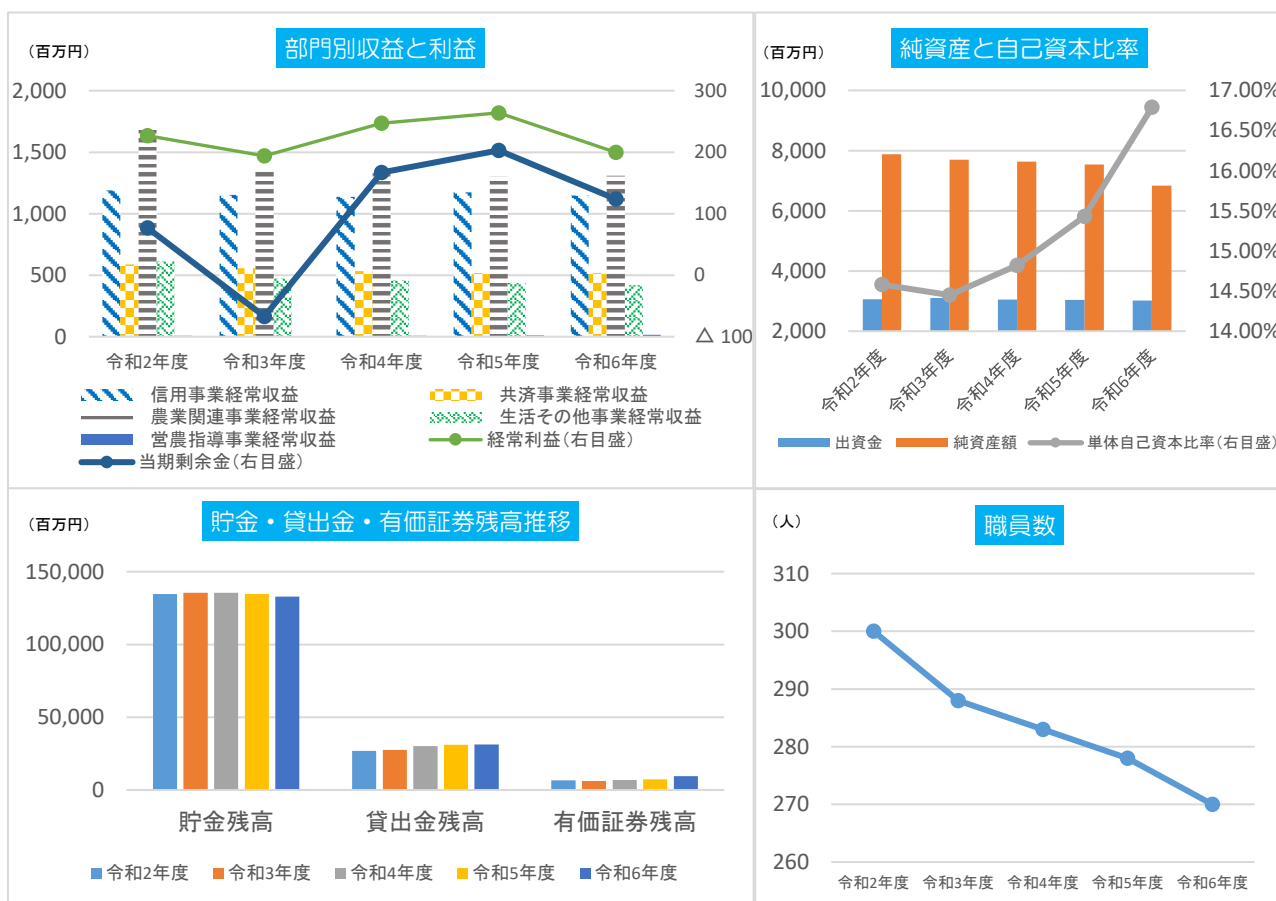 部門別収益と利益
（百万円）
2,000
1,500
1,000
500
0
300
200
100
0
△ 100
令和2年度 令和3年度 令和4年度 令和5年度 令和6年度
信用事業経常収益 共済事業経常収益
農業関連事業経常収益 生活その他事業経常収益
営農指導事業経常収益 経常利益(右目盛)
当期剰余金(右目盛)
純資産と自己資本比率
（百万円）
10,000
8,000
6,000
4,000
2,000
17.00%
16.50%
16.00%
15.50%
15.00%
14.50%
14.00%
令和2年度 令和3年度 令和4年度 令和5年度 令和6年度
出資金 純資産額 単体自己資本比率(右目盛)
貯金・貸出金・有価証券残高推移
（百万円）
150,000
100,000
50,000
0
貯金残高 貸出金残高 有価証券残高
令和2年度 令和3年度 令和4年度 令和5年度 令和6年度
職員数
（人）
310
300
290
280
270
260
令和2年度 令和3年度 令和4年度 令和5年度 令和6年度